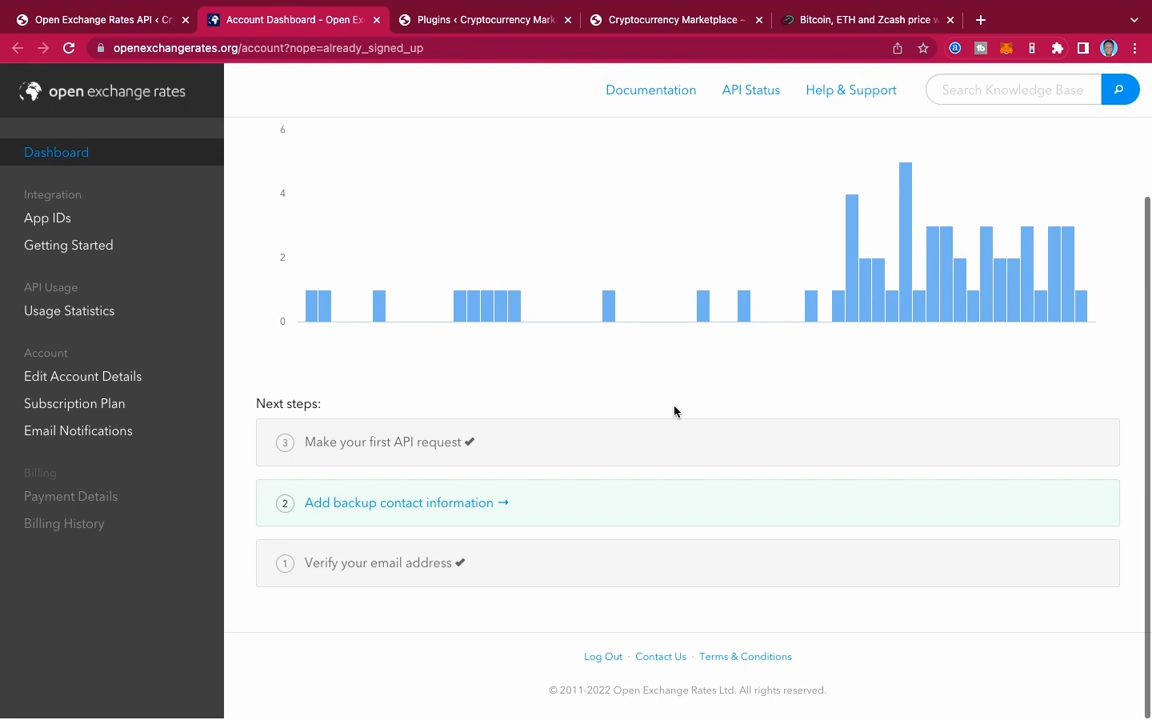 Open Exchange Rates API ‹ Cr
Account Dashboard - Open Ex
Plugins ‹ Cryptocurrency Mark
Cryptocurrency Marketplace –
Bitcoin, ETH and Zcash price w
openexchangerates.org/account?nope=already_signed_up
open exchange rates
Documentation
API Status
Help & Support
Search Knowledge Base
Dashboard
Integration
App IDs
Getting Started
API Usage
Usage Statistics
Account
Edit Account Details
Subscription Plan
Email Notifications
Billing
Payment Details
Billing History
6
4
2
0
Next steps:
3 Make your first API request ✔
2 Add backup contact information →
1 Verify your email address ✔
Log Out · Contact Us · Terms & Conditions
© 2011-2022 Open Exchange Rates Ltd. All rights reserved.